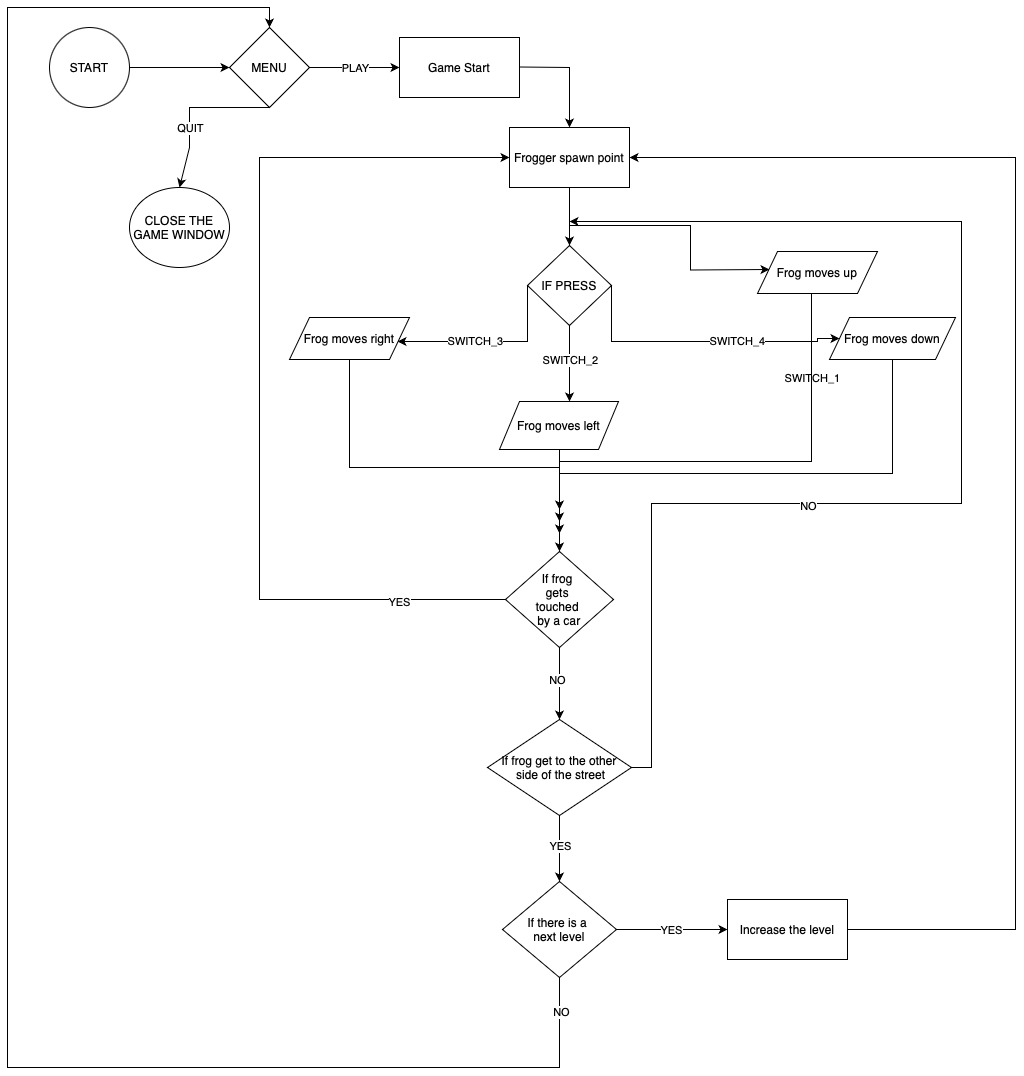 START
MENU
PLAY
Game Start
QUIT
Frogger spawn point
CLOSE THE
GAME WINDOW
Frog moves up
IF PRESS
Frog moves right
SWITCH_3
SWITCH_4
Frog moves down
SWITCH_2
SWITCH_1
Frog moves left
NO
If frog
gets
touched
by a car
YES
NO
If frog get to the other
side of the street
YES
If there is a
next level
YES
Increase the level
NO